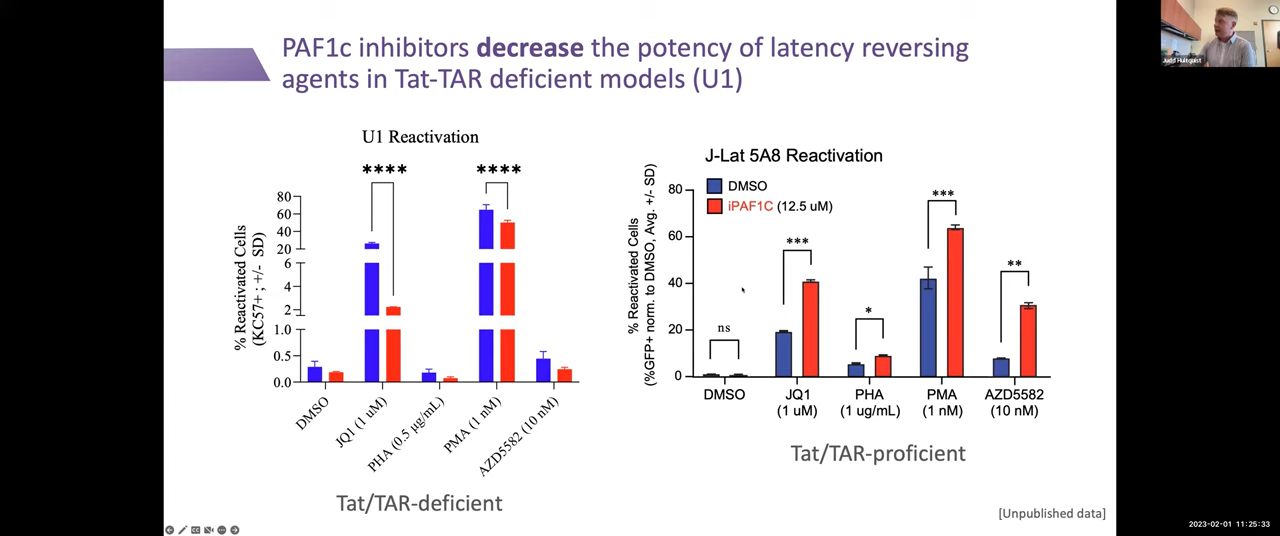 PAF1c inhibitors decrease the potency of latency reversing
agents in Tat-TAR deficient models (U1)
Judd Hultquist
U1 Reactivation
****
****
% Reactivated Cells
(KC57+ ; +/- SD)
80
60
40
20
6
4
2
1.0
0.5
0.0
DMSO
JQ1 (1 uM)
PHA (0.5 µg/mL)
PMA (1 nM)
AZD5582 (10 nM)
Tat/TAR-deficient
J-Lat 5A8 Reactivation
DMSO
iPAF1C (12.5 uM)
% Reactivated Cells
(%GFP+ norm. to DMSO, Avg. +/- SD)
80
60
40
20
0
ns
***
*
***
**
DMSO
JQ1
(1 uM)
PHA
(1 ug/mL)
PMA
(1 nM)
AZD5582
(10 nM)
Tat/TAR-proficient
[Unpublished data]
2023-02-01 11:25:33